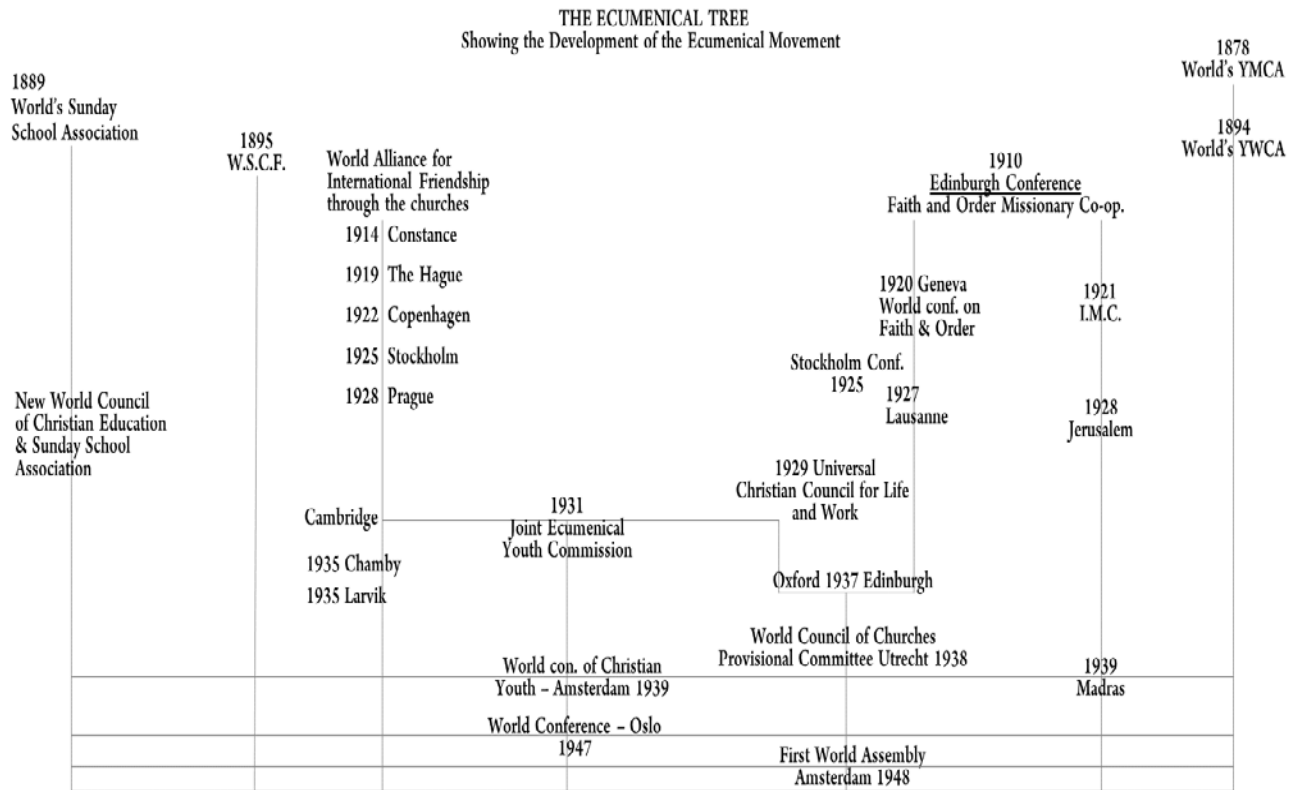 THE ECUMENICAL TREE
Showing the Development of the Ecumenical Movement
1878
World's YMCA
1889
World's Sunday
School Association
1894
World's YWCA
1895
W.S.C.F.
World Alliance for
International Friendship
through the churches
1914 Constance
1919 The Hague
1922 Copenhagen
1925 Stockholm
1928 Prague
1910
Edinburgh Conference
Faith and Order Missionary Co-op.
1920 Geneva
World conf. on
Faith & Order
1921
I.M.C.
Stockholm Conf.
1925
1927
Lausanne
1928
Jerusalem
New World Council
of Christian Education
& Sunday School
Association
1929 Universal
Christian Council for Life
and Work
Cambridge
1931
Joint Ecumenical
Youth Commission
1935 Chamby
1935 Larvik
Oxford 1937 Edinburgh
World Council of Churches
Provisional Committee Utrecht 1938
World con. of Christian
Youth – Amsterdam 1939
1939
Madras
World Conference – Oslo
1947
First World Assembly
Amsterdam 1948